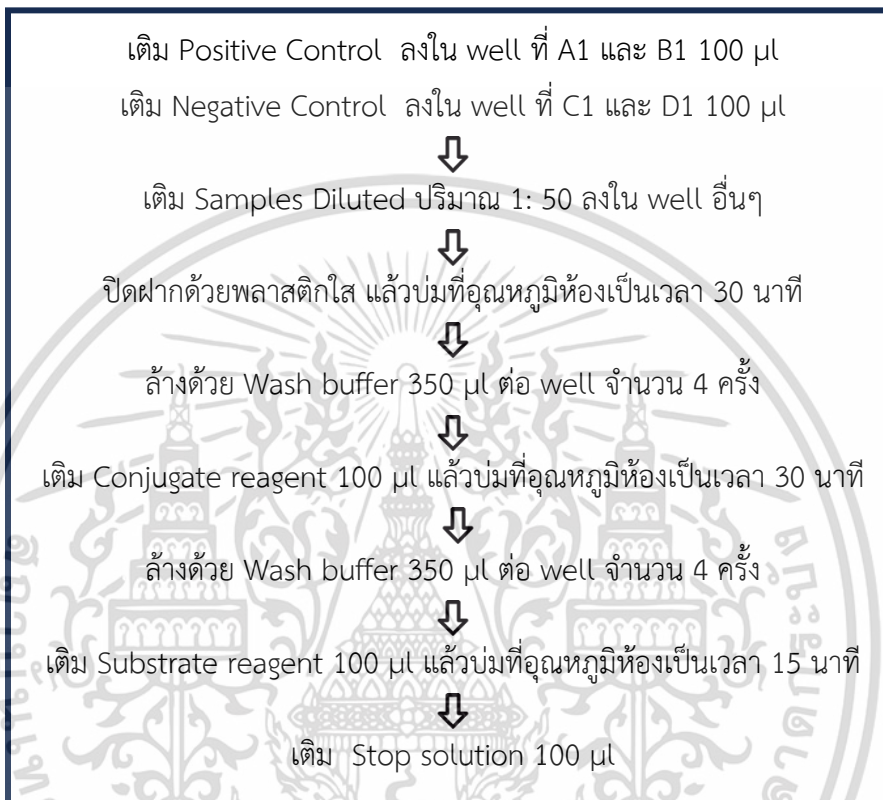 เติม Positive Control ลงใน well ที่ A1 และ B1 100 µl
เติม Negative Control ลงใน well ที่ C1 และ D1 100 µl
เติม Samples Diluted ปริมาณ 1: 50 ลงใน well อื่นๆ
ปิดฝากด้วยพลาสติกใส แล้วบ่มที่อุณหภูมิห้องเป็นเวลา 30 นาที
ล้างด้วย Wash buffer 350 µl ต่อ well จำนวน 4 ครั้ง
เติม Conjugate reagent 100 µl แล้วบ่มที่อุณหภูมิห้องเป็นเวลา 30 นาที
ล้างด้วย Wash buffer 350 µl ต่อ well จำนวน 4 ครั้ง
เติม Substrate reagent 100 µl แล้วบ่มที่อุณหภูมิห้องเป็นเวลา 15 นาที
เติม Stop solution 100 µl